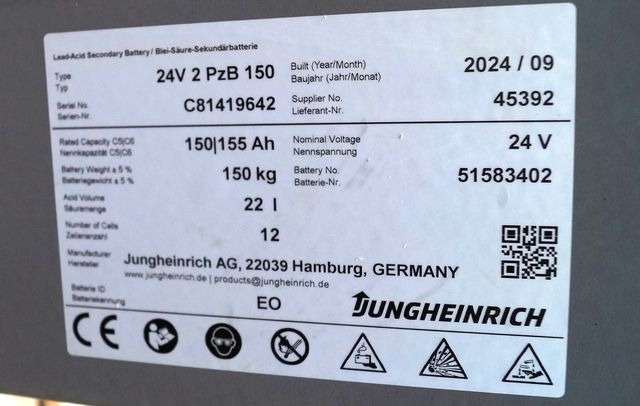 Lead-Acid Secondary Battery / Blei-Säure-Sekundärbatterie
Type 24V 2 PzB 150 Built (Year/Month) 2024 / 09
Typ Baujahr (Jahr/Monat)
Serial No. C81419642 Supplier No. 45392
Serien-Nr. Lieferant-Nr.
Rated Capacity C5|C6 150|155 Ah Nominal Voltage 24 V
Nennkapazität C5|C6 Nennspannung
Battery Weight ± 5 % 150 kg Battery No. 51583402
Batteriegewicht ± 5 % Batterie-Nr.
Acid Volume 22 l
Säuremenge
Number of Cells 12
Zellenanzahl
Manufacturer Jungheinrich AG, 22039 Hamburg, GERMANY
Hersteller www.jungheinrich.de | products@jungheinrich.de
Batterie ID EO
Batteriekennung
JUNGHEINRICH
CE